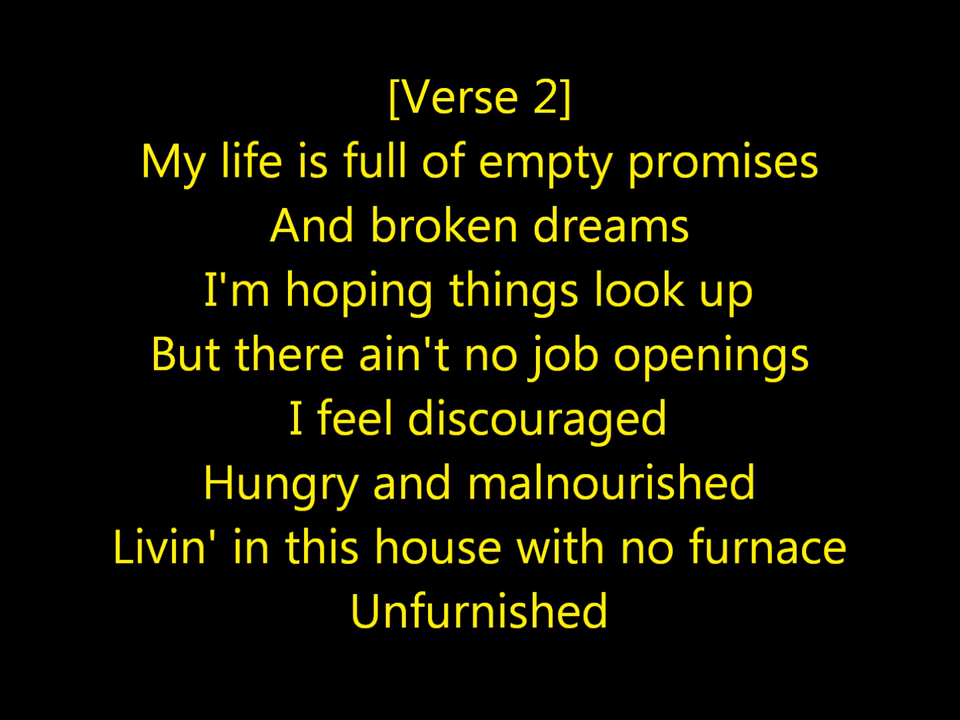 [Verse 2]
My life is full of empty promises
And broken dreams
I'm hoping things look up
But there ain't no job openings
I feel discouraged
Hungry and malnourished
Livin' in this house with no furnace
Unfurnished